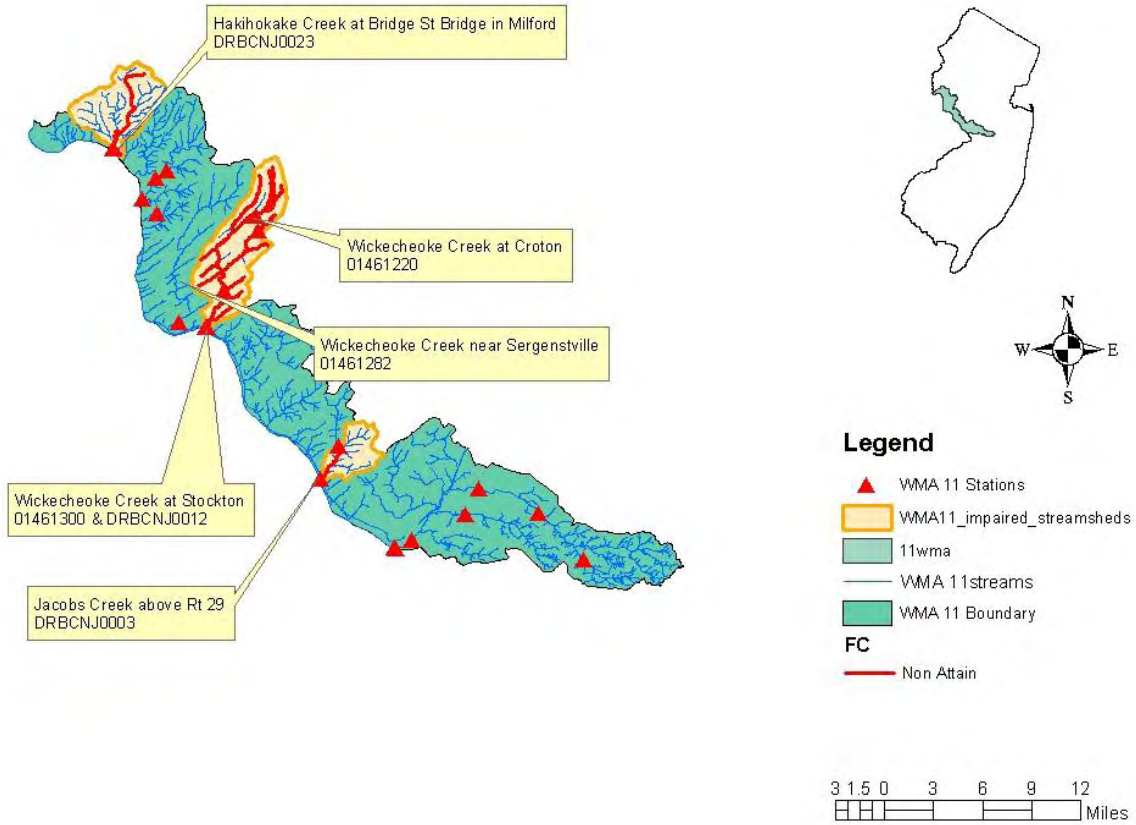 Hakihokake Creek at Bridge St Bridge in Milford
DRBCNJ0023
Wickecheoke Creek at Croton
01461220
Wickecheoke Creek near Sergenstville
01461282
Wickecheoke Creek at Stockton
01461300 & DRBCNJ0012
Jacobs Creek above Rt 29
DRBCNJ0003
N
W E
S
Legend
WMA 11 Stations
WMA11_impaired_streamsheds
11wma
WMA 11streams
WMA 11 Boundary
FC
Non Attain
3 1.5 0 3 6 9 12
Miles